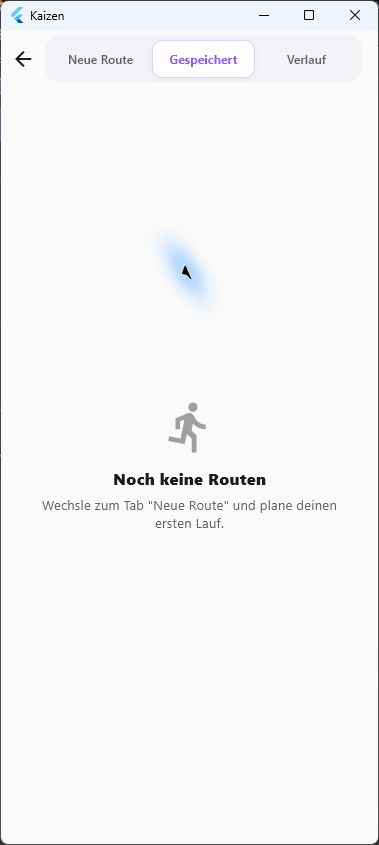 Kaizen
Neue Route
Gespeichert
Verlauf
Noch keine Routen
Wechsle zum Tab "Neue Route" und plane deinen
ersten Lauf.